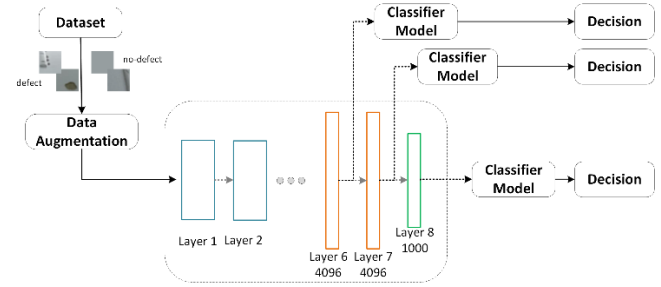 Dataset
defect
no-defect
Data
Augmentation
Layer 1
Layer 2
Layer 6
4096
Layer 7
4096
Layer 8
1000
Classifier
Model
Decision
Classifier
Model
Decision
Classifier
Model
Decision